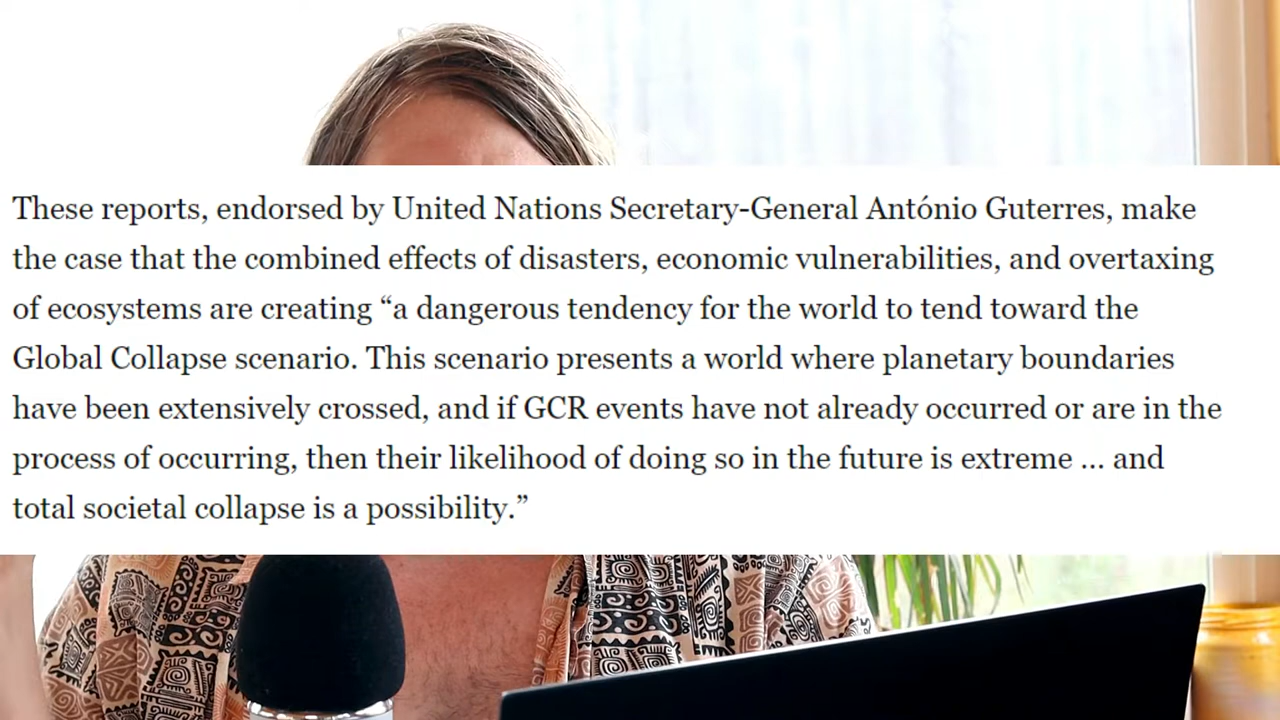 These reports, endorsed by United Nations Secretary-General António Guterres, make
the case that the combined effects of disasters, economic vulnerabilities, and overtaxing
of ecosystems are creating “a dangerous tendency for the world to tend toward the
Global Collapse scenario. This scenario presents a world where planetary boundaries
have been extensively crossed, and if GCR events have not already occurred or are in the
process of occurring, then their likelihood of doing so in the future is extreme ... and
total societal collapse is a possibility.”